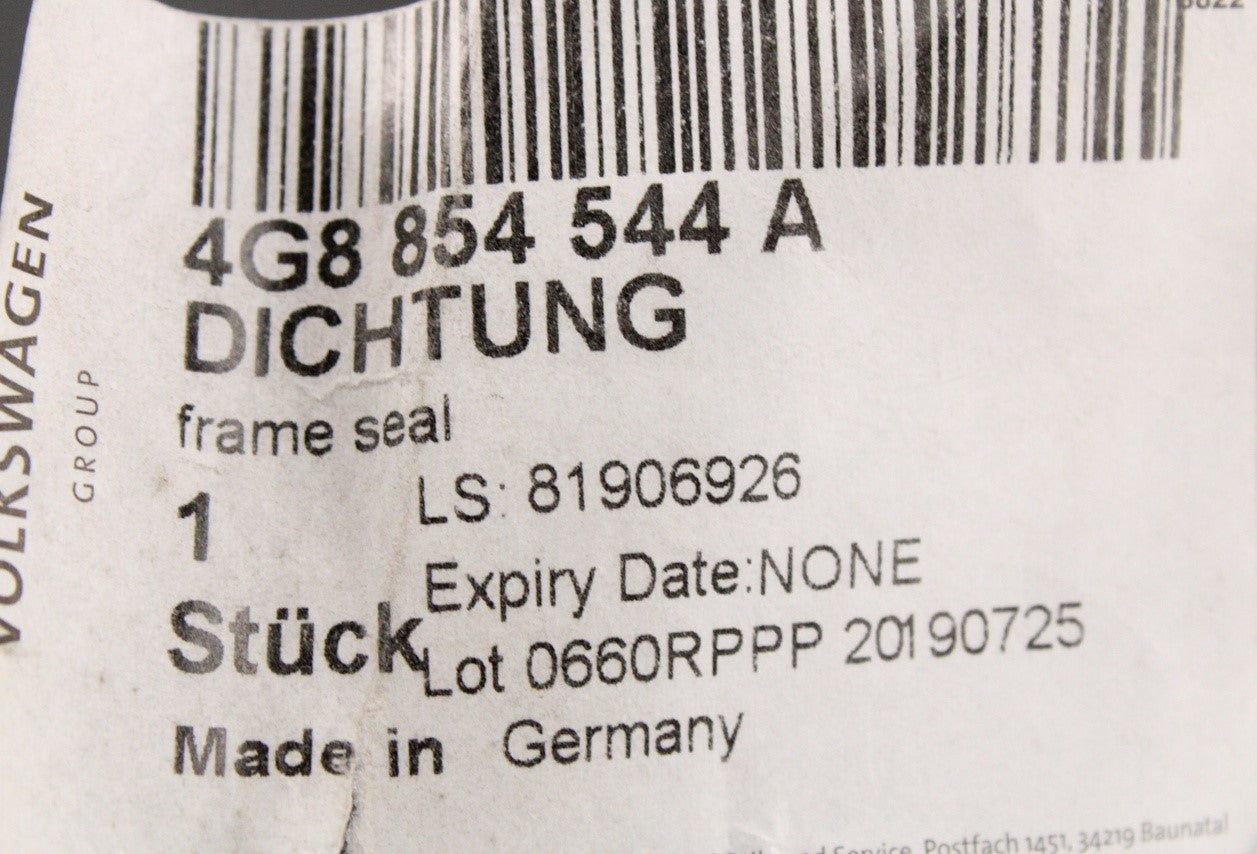 4G8 854 544 A
DICHTUNG
frame seal
1
LS: 81906926
Expiry Date:NONE
Stück
Lot 0660RPPP 20190725
Made in Germany
Service, Postfach 1451, 34219 Baunatal
VOLKSWAGEN
GROUP